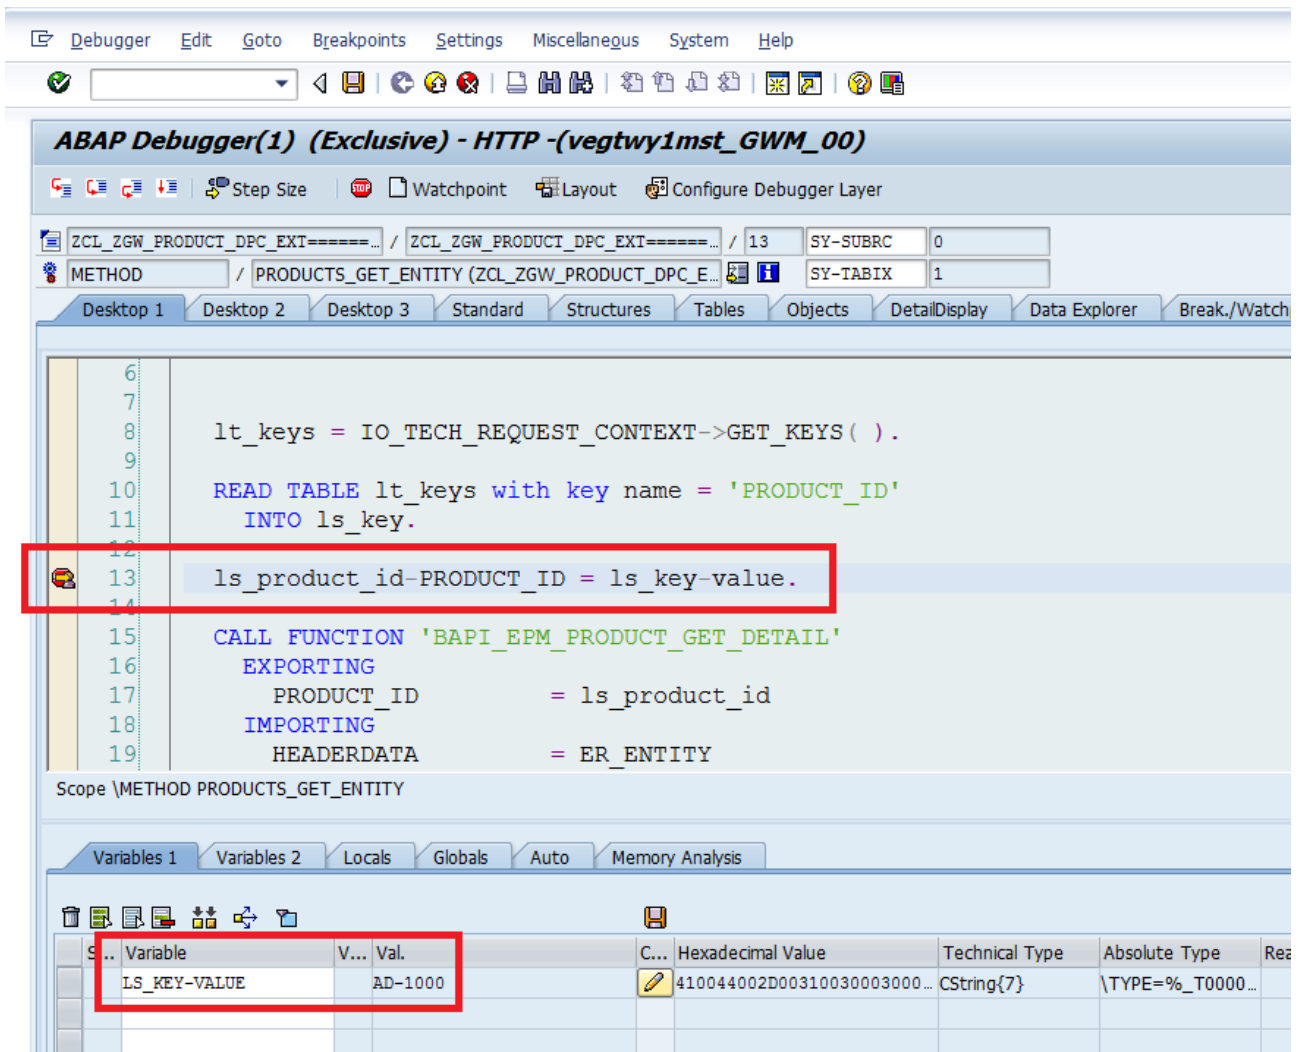 Debugger Edit Goto Breakpoints Settings Miscellaneous System Help
ABAP Debugger(1) (Exclusive) - HTTP -(vegtwy1mst_GWM_00)
Step Size Watchpoint Layout Configure Debugger Layer
ZCL_ZGW_PRODUCT_DPC_EXT======… / ZCL_ZGW_PRODUCT_DPC_EXT======… / 13 SY-SUBRC 0
METHOD / PRODUCTS_GET_ENTITY (ZCL_ZGW_PRODUCT_DPC_E… SY-TABIX 1
Desktop 1 Desktop 2 Desktop 3 Standard Structures Tables Objects DetailDisplay Data Explorer Break./Watch
6
7
8 lt_keys = IO_TECH_REQUEST_CONTEXT->GET_KEYS( ).
9
10 READ TABLE lt_keys with key name = 'PRODUCT_ID'
11 INTO ls_key.
12
13 ls_product_id-PRODUCT_ID = ls_key-value.
14
15 CALL FUNCTION 'BAPI_EPM_PRODUCT_GET_DETAIL'
16 EXPORTING
17 PRODUCT_ID = ls_product_id
18 IMPORTING
19 HEADERDATA = ER_ENTITY
Scope \METHOD PRODUCTS_GET_ENTITY
Variables 1 Variables 2 Locals Globals Auto Memory Analysis
S... Variable V... Val. C... Hexadecimal Value Technical Type Absolute Type Rea
LS_KEY-VALUE AD-1000 410044002D00310030003000… CString{7} \TYPE=%_T0000…